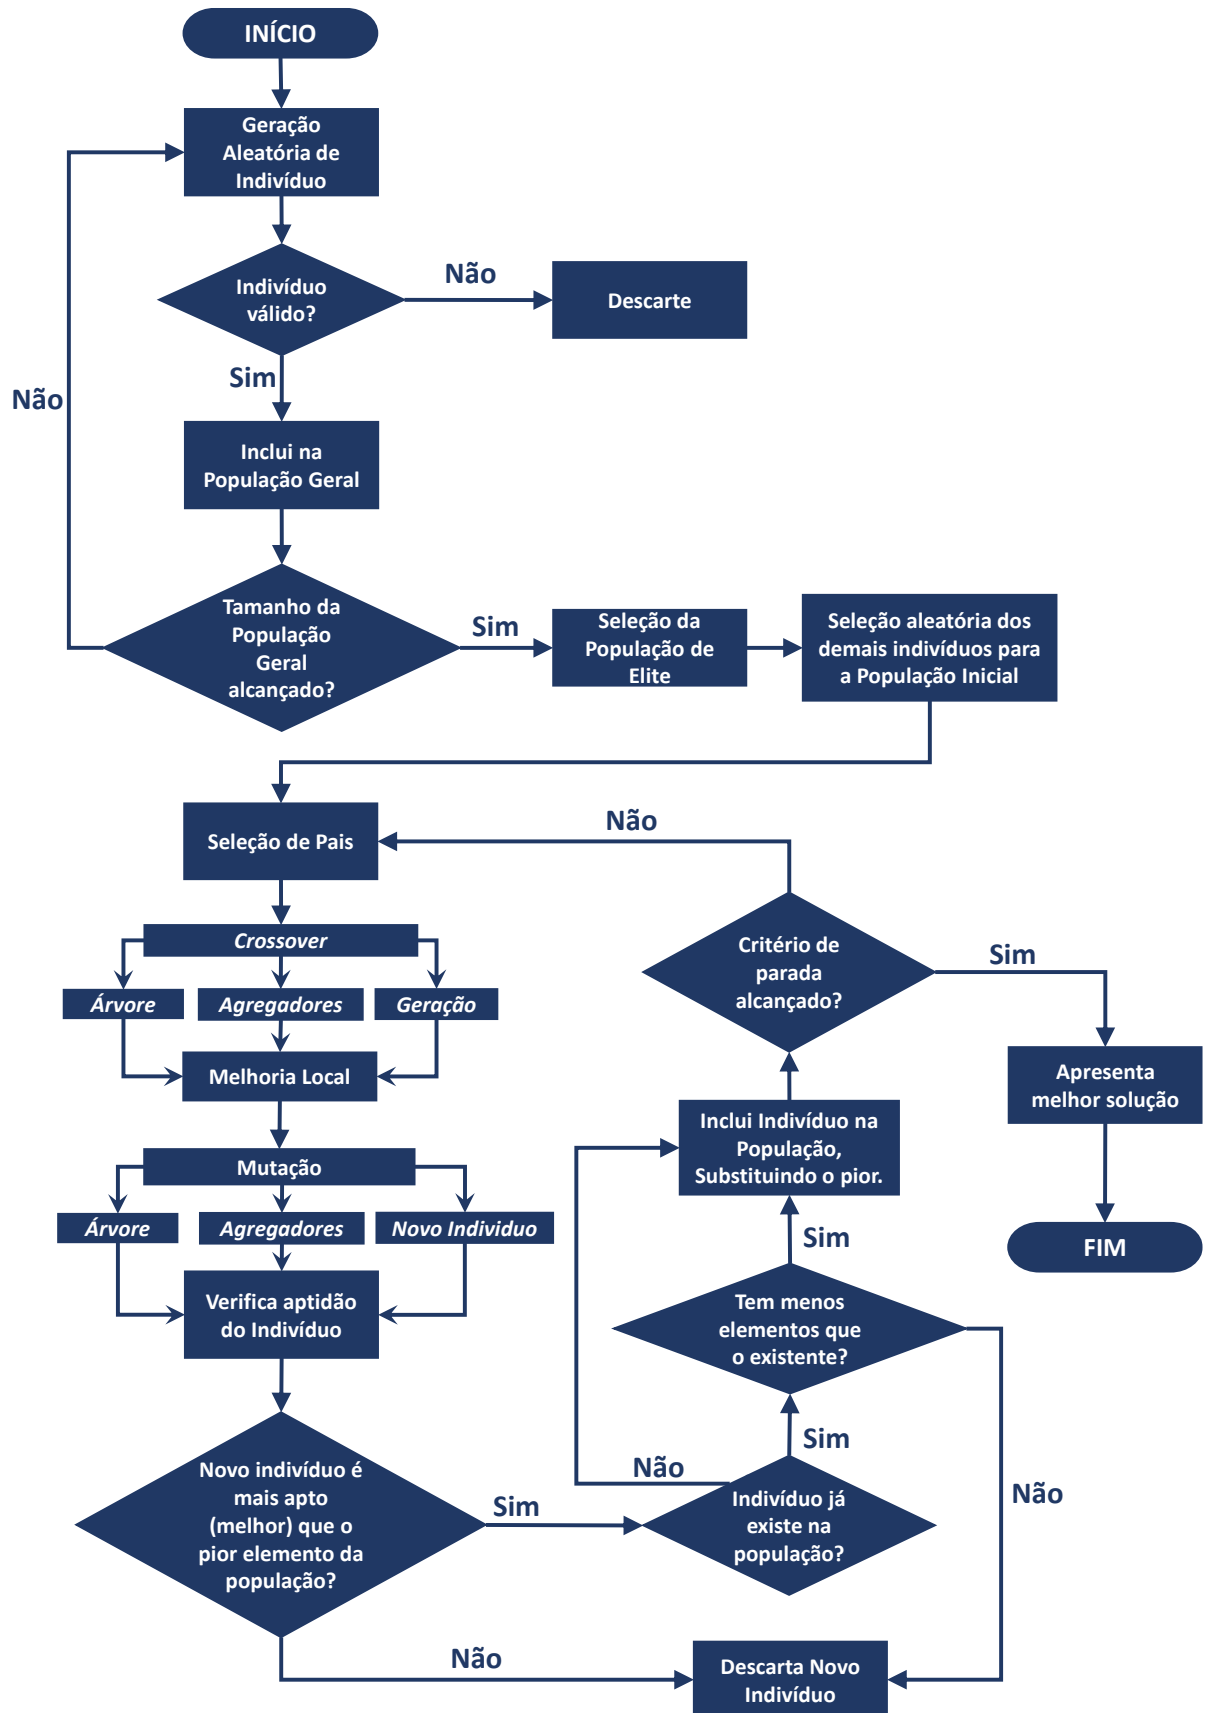 INÍCIO
Geração
Aleatória de
Indivíduo
Indivíduo
válido?
Não
Descarte
Sim
Não
Inclui na
População Geral
Tamanho da
População
Geral
alcançado?
Sim
Seleção da
População de
Elite
Seleção aleatória dos
demais indivíduos para
a População Inicial
Seleção de Pais
Não
Crossover
Árvore
Agregadores
Geração
Melhoria Local
Critério de
parada
alcançado?
Sim
Apresenta
melhor solução
FIM
Mutação
Árvore
Agregadores
Novo Individuo
Verifica aptidão
do Indivíduo
Inclui Indivíduo na
População,
Substituindo o pior.
Sim
Tem menos
elementos que
o existente?
Sim
Não
Não
Novo indivíduo é
mais apto
(melhor) que o
pior elemento da
população?
Sim
Indivíduo já
existe na
população?
Não
Descarta Novo
Indivíduo